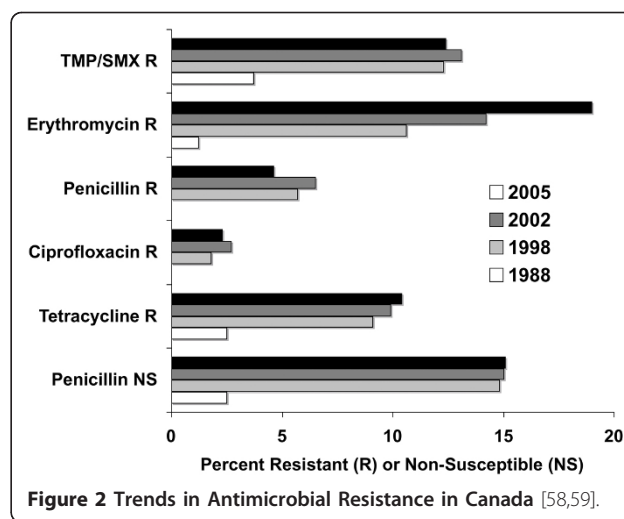 TMP/SMX R
Erythromycin R
Penicillin R
Ciprofloxacin R
Tetracycline R
Penicillin NS
2005
2002
1998
1988
0 5 10 15 20
Percent Resistant (R) or Non-Susceptible (NS)
Figure 2 Trends in Antimicrobial Resistance in Canada [58,59].